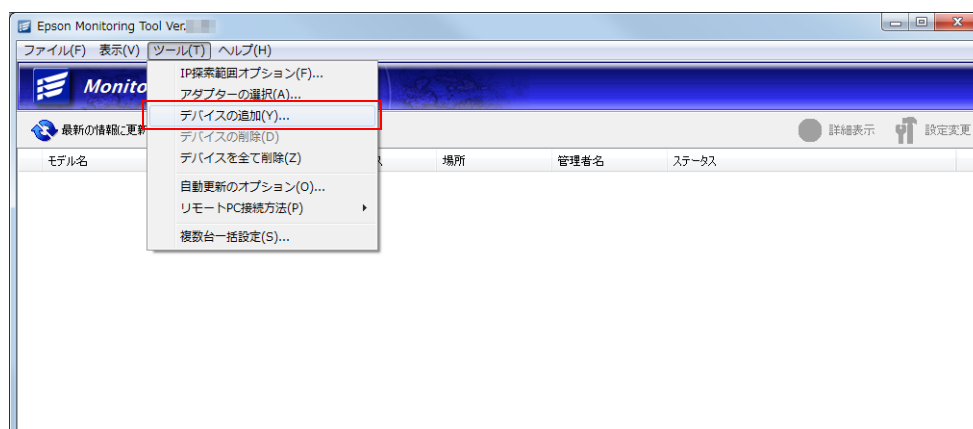 Epson Monitoring Tool Ver.
ファイル(F) 表示(V) ツール(T) ヘルプ(H)
Monito
IP探索範囲オプション(F)...
アダプターの選択(A)...
デバイスの追加(Y)...
デバイスの削除(D)
デバイスを全て削除(Z)
自動更新のオプション(O)...
リモートPC接続方法(P)
複数台一括設定(S)...
最新の情報に更新 詳細表示 設定変更
モデル名 ス 場所 管理者名 ステータス